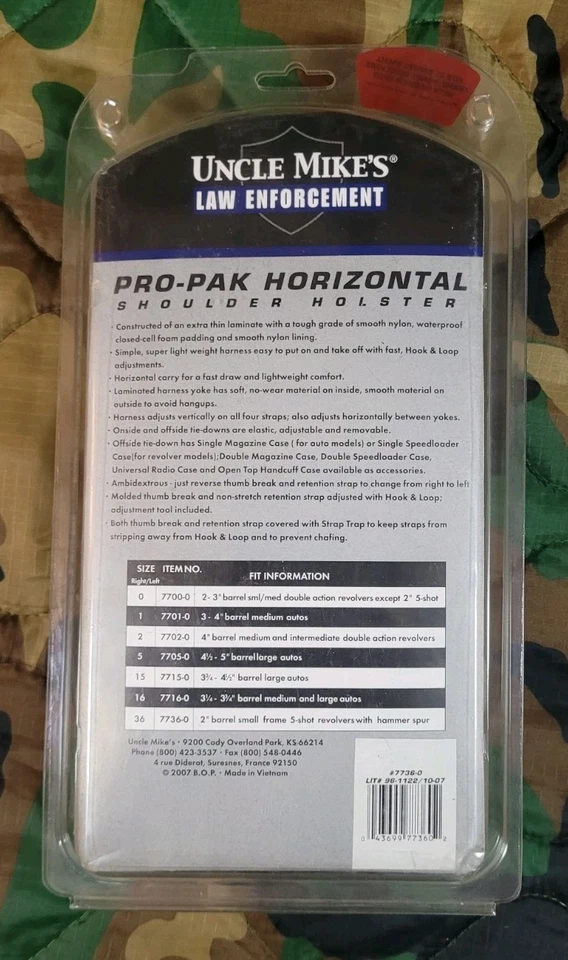 UNCLE MIKE'S®
LAW ENFORCEMENT
PRO-PAK HORIZONTAL
SHOULDER HOLSTER
· Constructed of an extra thin laminate with a tough grade of smooth nylon, waterproof
closed-cell foam padding and smooth nylon lining.
· Simple, super light weight harness easy to put on and take off with fast, Hook & Loop
adjustments.
· Horizontal carry for a fast draw and lightweight comfort.
· Laminated harness yoke has soft, no-wear material on inside, smooth material on
outside to avoid hangups.
· Harness adjusts vertically on all four straps; also adjusts horizontally between yokes.
· Onside and offside tie-downs are elastic, adjustable and removable.
· Offside tie-down has Single Magazine Case ( for auto models) or Single Speedloader
Case(for revolver models);Double Magazine Case, Double Speedloader Case,
Universal Radio Case and Open Top Handcuff Case available as accessories.
· Ambidextrous - just reverse thumb break and retention strap to change from right to left
· Molded thumb break and non-stretch retention strap adjusted with Hook & Loop;
adjustment tool included.
· Both thumb break and retention strap covered with Strap Trap to keep straps from
stripping away from Hook & Loop and to prevent chafing.
SIZE ITEM NO. FIT INFORMATION
Right/Left
0 7700-0 2- 3" barrel sml/med double action revolvers except 2" 5-shot
1 7701-0 3 - 4" barrel medium autos
2 7702-0 4" barrel medium and intermediate double action revolvers
5 7705-0 4½ - 5" barrel large autos
15 7715-0 3¾ - 4½" barrel large autos
16 7716-0 3¼ - 3¾" barrel medium and large autos
36 7736-0 2" barrel small frame 5-shot revolvers with hammer spur
Uncle Mike's · 9200 Cody Overland Park, KS 66214
Phone (800) 423-3537 · Fax (800) 548-0446
4 rue Diderot, Suresnes, France 92150
© 2007 B.O.P. · Made in Vietnam
#7736-0
LIT# 96-1122/10-07
0 43699 77360 2